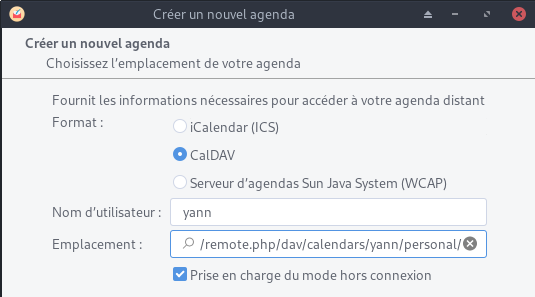 Créer un nouvel agenda
Créer un nouvel agenda
Choisissez l'emplacement de votre agenda
Fournit les informations nécessaires pour accéder à votre agenda distant
Format :
iCalendar (ICS)
CalDAV
Serveur d'agendas Sun Java System (WCAP)
Nom d'utilisateur : yann
Emplacement : /remote.php/dav/calendars/yann/personal/
Prise en charge du mode hors connexion